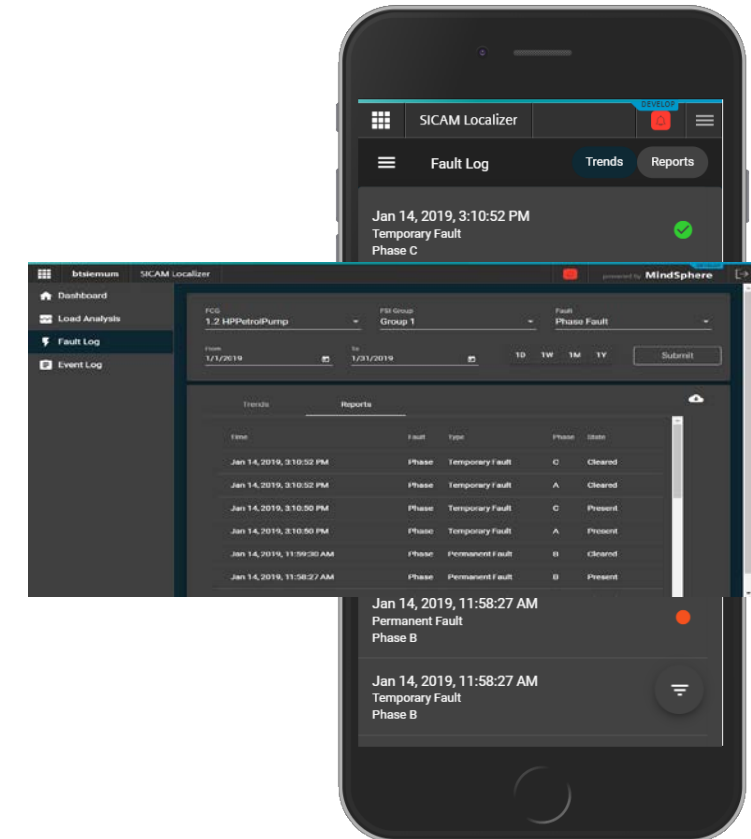 DEVELOP
SICAM Localizer
Fault Log
Trends
Reports
Jan 14, 2019, 3:10:52 PM
Temporary Fault
Phase C
btsiemum
SICAM Localizer
powered by MindSphere
Dashboard
Load Analysis
Fault Log
Event Log
FCG
FSI Group
Fault
1.2 HPPetrolPump
Group 1
Phase Fault
From
To
1/1/2019
1/31/2019
1D 1W 1M 1Y
Submit
Trends
Reports
Time Fault Type Phase State
Jan 14, 2019, 3:10:52 PM Phase Temporary Fault C Cleared
Jan 14, 2019, 3:10:52 PM Phase Temporary Fault A Cleared
Jan 14, 2019, 3:10:50 PM Phase Temporary Fault C Present
Jan 14, 2019, 3:10:50 PM Phase Temporary Fault A Present
Jan 14, 2019, 11:59:30 AM Phase Permanent Fault B Cleared
Jan 14, 2019, 11:58:27 AM Phase Permanent Fault B Present
Jan 14, 2019, 11:58:27 AM
Permanent Fault
Phase B
Jan 14, 2019, 11:58:27 AM
Temporary Fault
Phase B